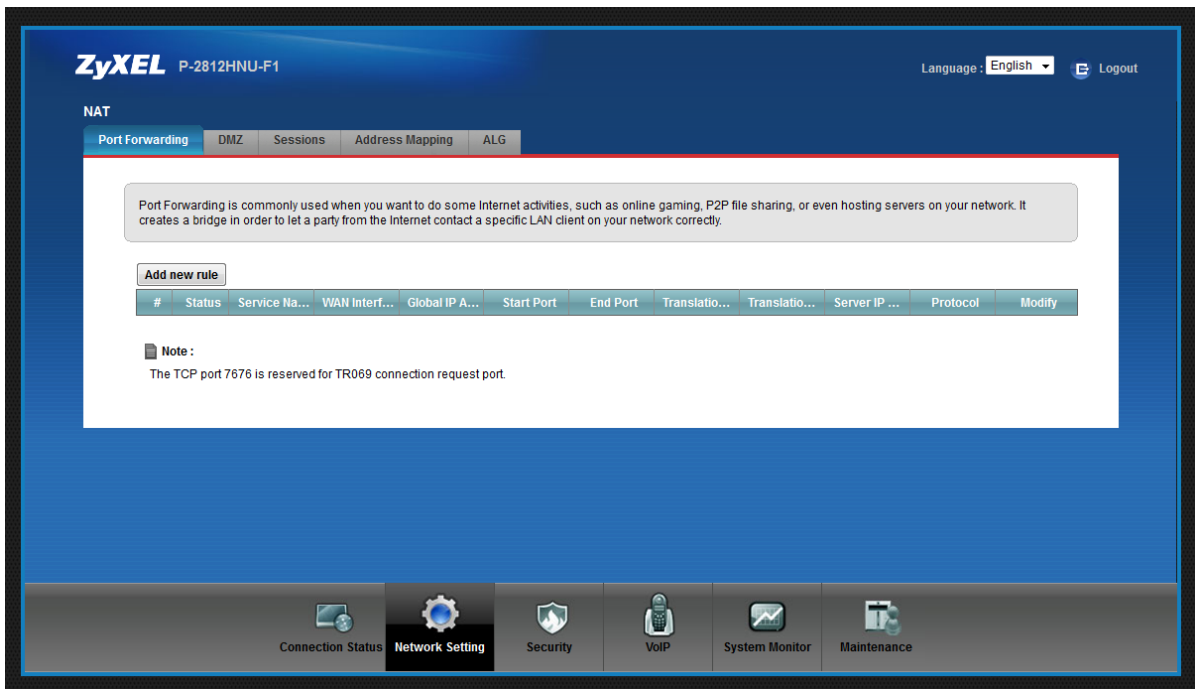 ZyXEL P-2812HNU-F1
Language : English
Logout
NAT
Port Forwarding DMZ Sessions Address Mapping ALG
Port Forwarding is commonly used when you want to do some Internet activities, such as online gaming, P2P file sharing, or even hosting servers on your network. It
creates a bridge in order to let a party from the Internet contact a specific LAN client on your network correctly.
Add new rule
# Status Service Na... WAN Interf... Global IP A... Start Port End Port Translatio... Translatio... Server IP ... Protocol Modify
Note :
The TCP port 7676 is reserved for TR069 connection request port.
Connection Status Network Setting Security VoIP System Monitor Maintenance